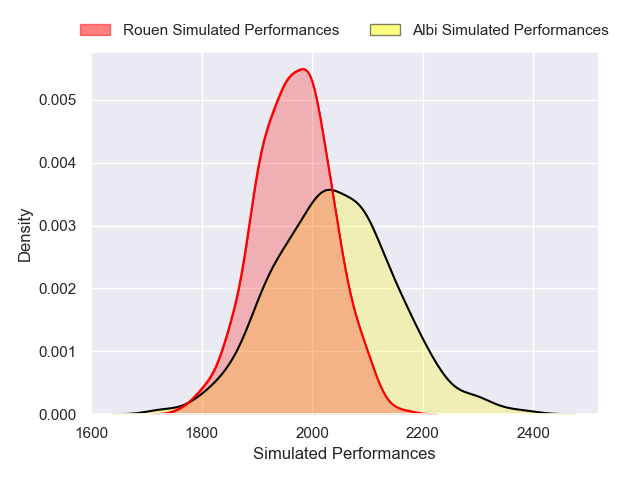 Rouen Simulated Performances
Albi Simulated Performances
0.005
0.004
0.003
0.002
0.001
0.000
Density
1600
1800
2000
2200
2400
Simulated Performances